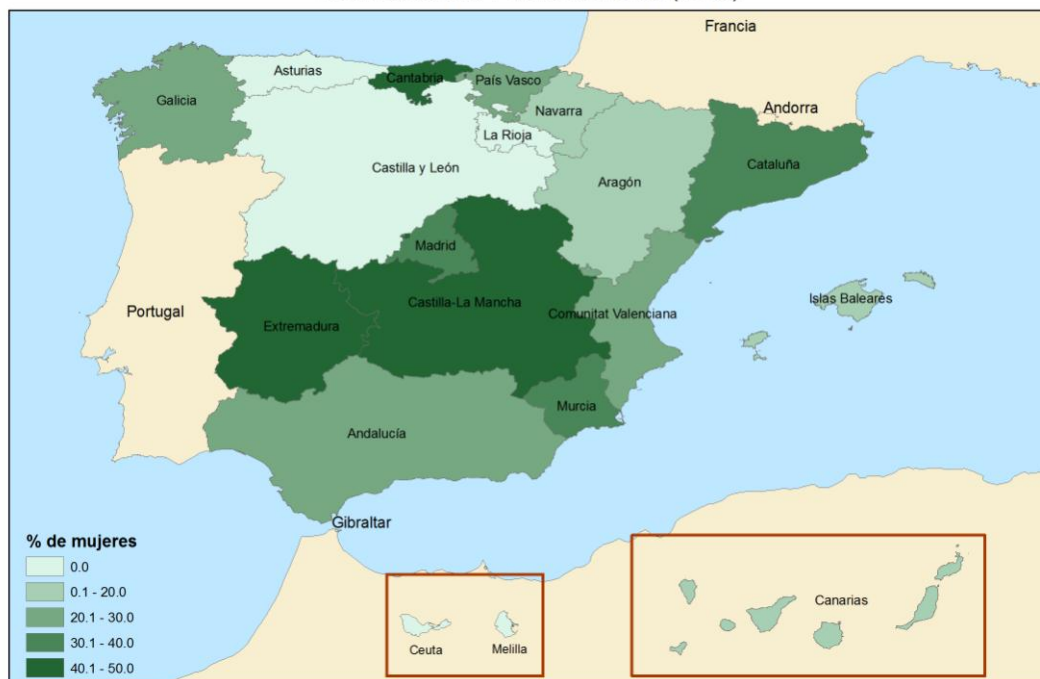 Francia
Asturias
Cantabria
País Vasco
Galicia
Navarra
Andorra
La Rioja
Cataluña
Castilla y León
Aragón
Madrid
Islas Baleares
Castilla-La Mancha
Portugal
Comunitat Valenciana
Extremadura
Murcia
Andalucía
Gibraltar
% de mujeres
0.0
0.1 - 20.0
20.1 - 30.0
30.1 - 40.0
40.1 - 50.0
Ceuta
Melilla
Canarias